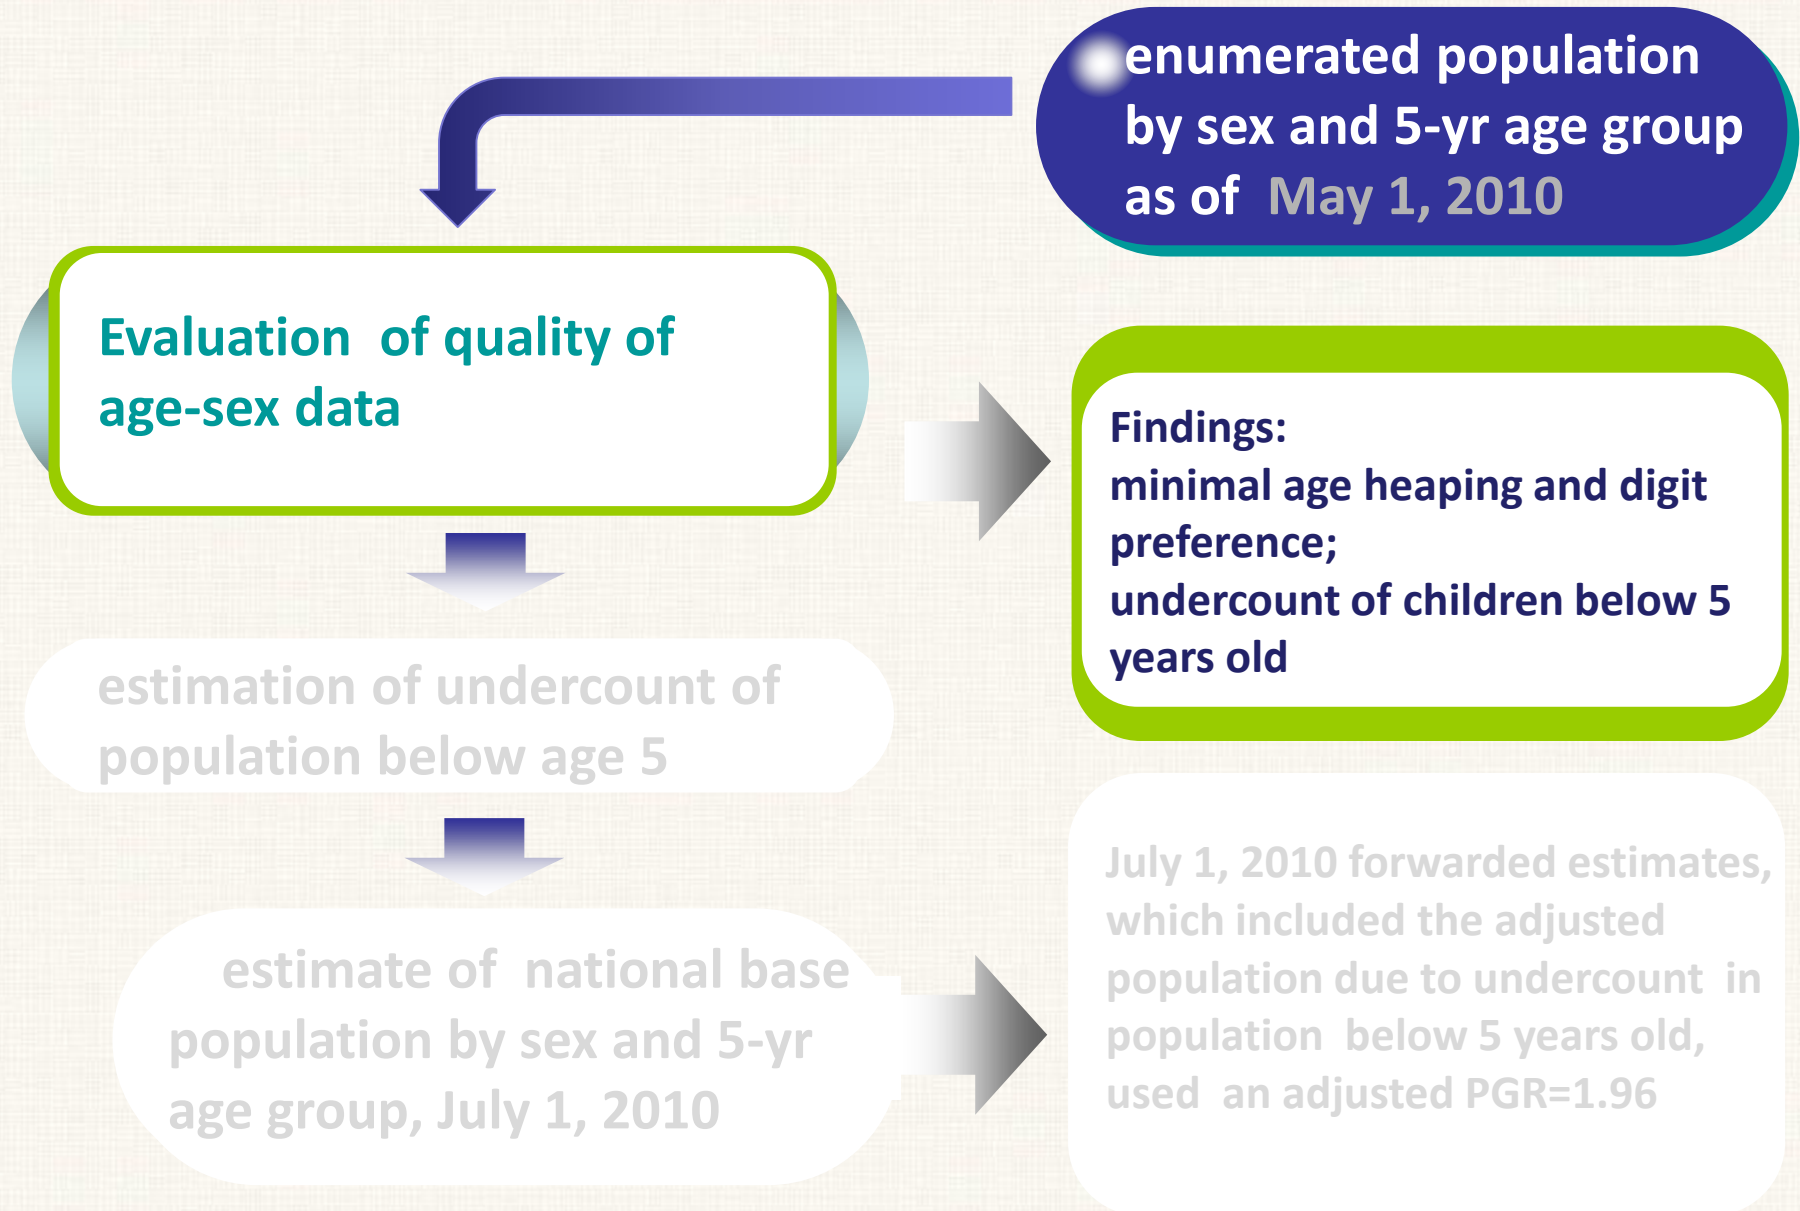 enumerated population
by sex and 5-yr age group
as of May 1, 2010
Evaluation of quality of
age-sex data
Findings:
minimal age heaping and digit
preference;
undercount of children below 5
years old
estimation of undercount of
population below age 5
estimate of national base
population by sex and 5-yr
age group, July 1, 2010
July 1, 2010 forwarded estimates,
which included the adjusted
population due to undercount in
population below 5 years old,
used an adjusted PGR=1.96